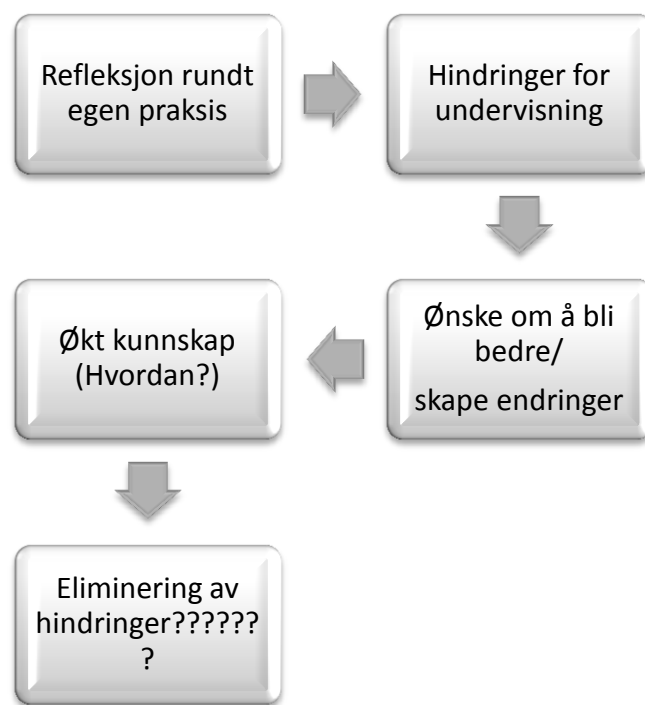 Refleksjon rundt
egen praksis
Hindringer for
undervisning
Ønske om å bli
bedre/
skape endringer
Økt kunnskap
(Hvordan?)
Eliminering av
hindringer??????
?